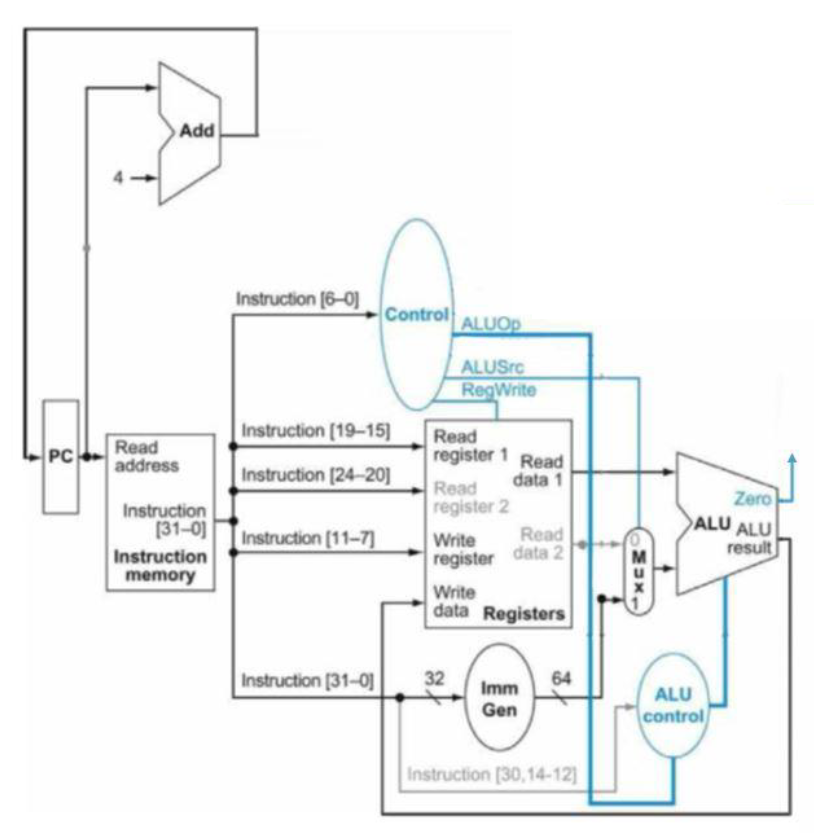 Add
4
Instruction [6–0]
Control
ALUOp
ALUSrc
RegWrite
PC
Read
address
Instruction
[31–0]
Instruction
memory
Instruction [19–15]
Instruction [24–20]
Instruction [11–7]
Read
register 1
Read
data 1
Read
register 2
Write
register
Read
data 2
Write
data
Registers
0
M
u
x
1
Zero
ALU
ALU
result
Instruction [31–0]
32
Imm
Gen
64
ALU
control
Instruction [30,14-12]